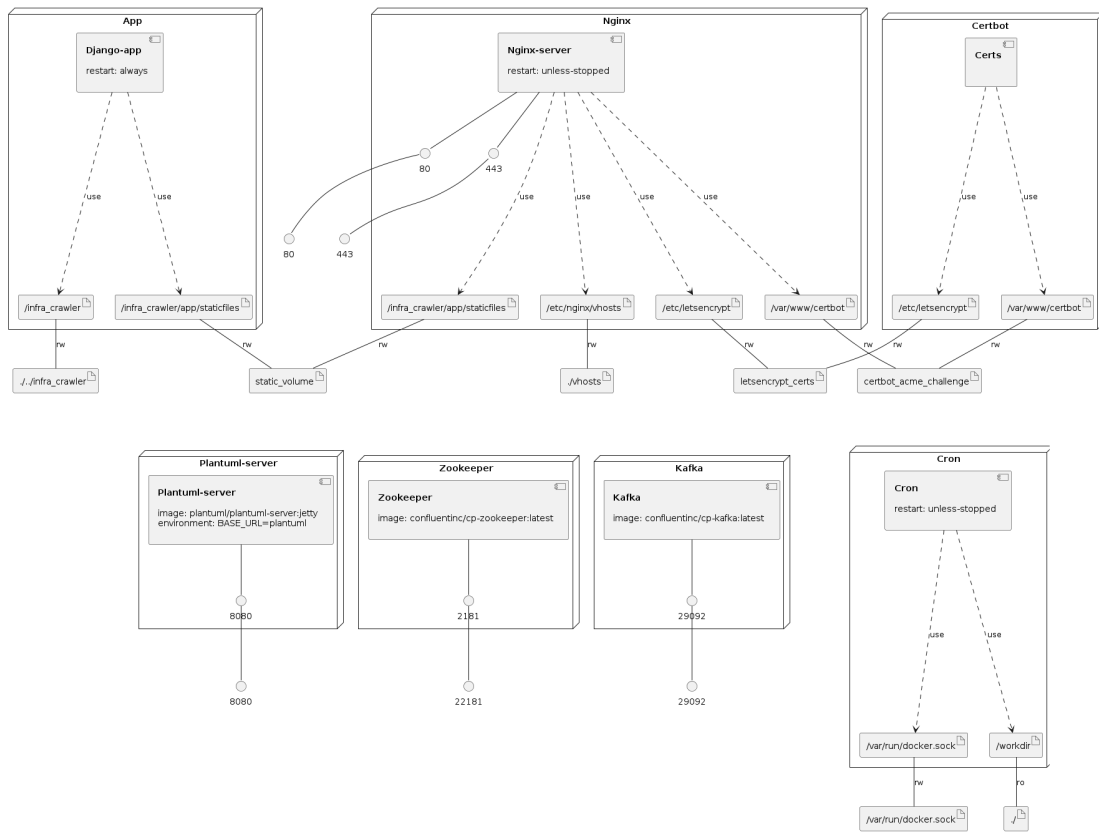 App
Nginx
Certbot
Django-app
restart: always
Nginx-server
restart: unless-stopped
Certs
80
443
use
use
use
use
use
use
use
use
80
443
/infra_crawler
/infra_crawler/app/staticfiles
/infra_crawler/app/staticfiles
/etc/nginx/vhosts
/etc/letsencrypt
/var/www/certbot
/etc/letsencrypt
/var/www/certbot
rw
rw
rw
rw
rw
rw
rw
rw
./../infra_crawler
static_volume
./vhosts
letsencrypt_certs
certbot_acme_challenge
Plantuml-server
Zookeeper
Kafka
Cron
Plantuml-server
image: plantuml/plantuml-server:jetty
environment: BASE_URL=plantuml
Zookeeper
image: confluentinc/cp-zookeeper:latest
Kafka
image: confluentinc/cp-kafka:latest
Cron
restart: unless-stopped
8080
2181
29092
use
use
8080
22181
29092
/var/run/docker.sock
/workdir
rw
ro
/var/run/docker.sock
./